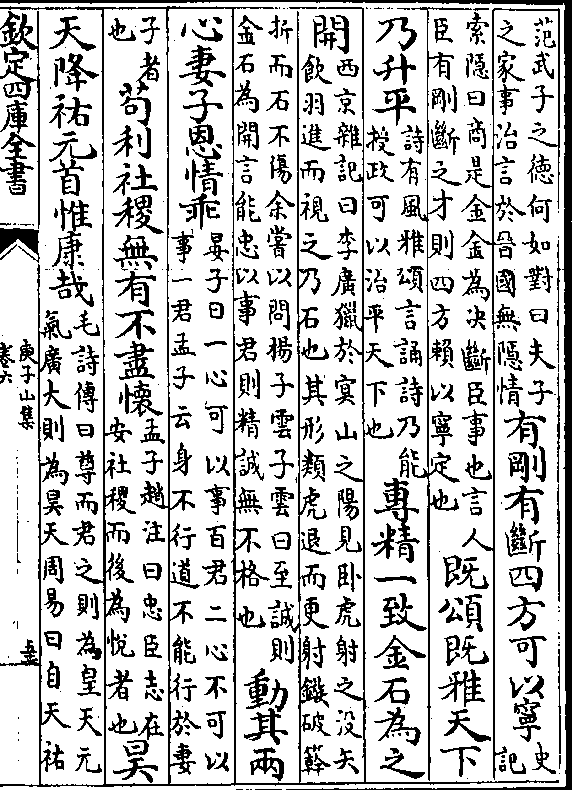 范武子之德何如對曰夫子
之家事治言於晉國無隱情
有剛有斷四方可以寧
史記
索隱曰商是金金為決斷臣事也言人
臣有剛斷之才則四方賴以寧定也
既頌既雅天下
乃升平
詩有風雅頌言誦詩乃能
授政可以治平天下也
專精一致金石為之
開
西京雜記曰李廣獵於㝠山之陽見卧虎射之没矢
飲羽進而視之乃石也其形類虎退而更射鏃破簳
折而石不傷余嘗以問揚子雲子雲曰至誠則
金石為開言能忠以事君則精誠無不格也
動其兩
心妻子恩情乖
晏子曰一心可以事百君二心不可以
事一君孟子云身不行道不能行於妻
子者
也
苟利社稷無有不盡懷
孟子趙注曰忠臣志在
安社稷而後為悦者也
昊
天降祐元首惟康哉
毛詩傳曰尊而君之則為皇天元
氣廣大則為昊天周易曰自天祐
欽定四庫全書
庾子山集
卷六